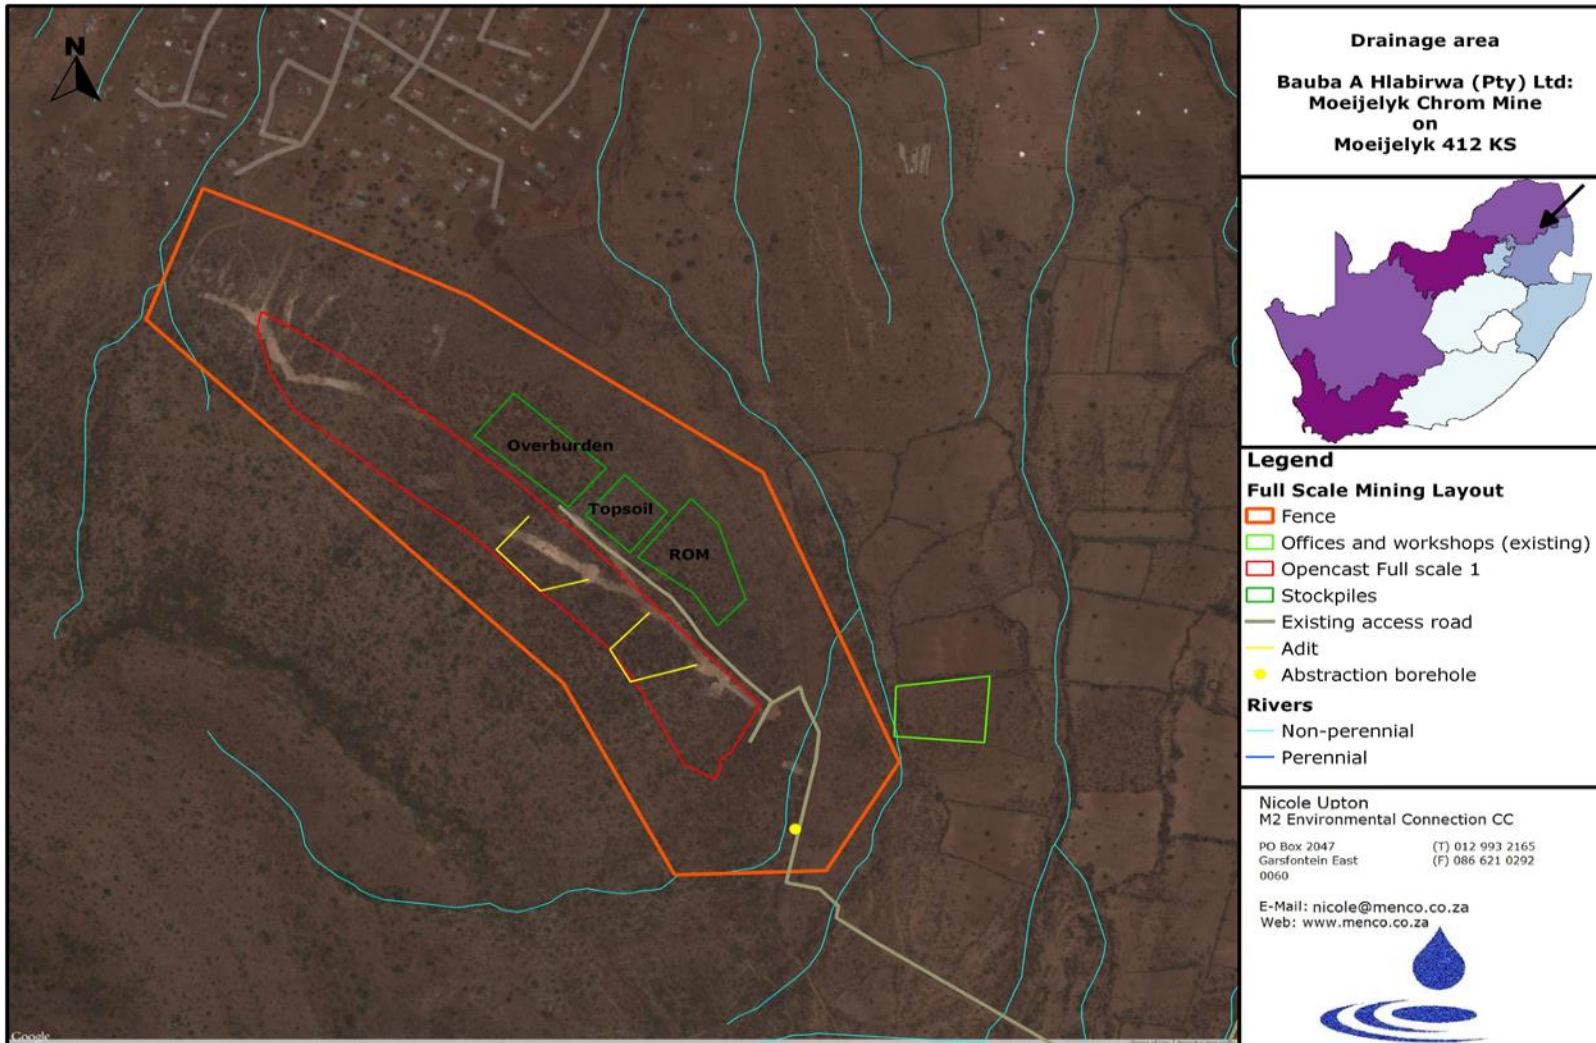 N
Overburden
Topsoil
ROM
Google
Drainage area
Bauba A Hlabirwa (Pty) Ltd:
Moeijelyk Chrom Mine
on
Moeijelyk 412 KS
Legend
Full Scale Mining Layout
Fence
Offices and workshops (existing)
Opencast Full scale 1
Stockpiles
Existing access road
Adit
Abstraction borehole
Rivers
Non-perennial
Perennial
Nicole Upton
M2 Environmental Connection CC
PO Box 2047 (T) 012 993 2165
Garsfontein East (F) 086 621 0292
0060
E-Mail: nicole@menco.co.za
Web: www.menco.co.za